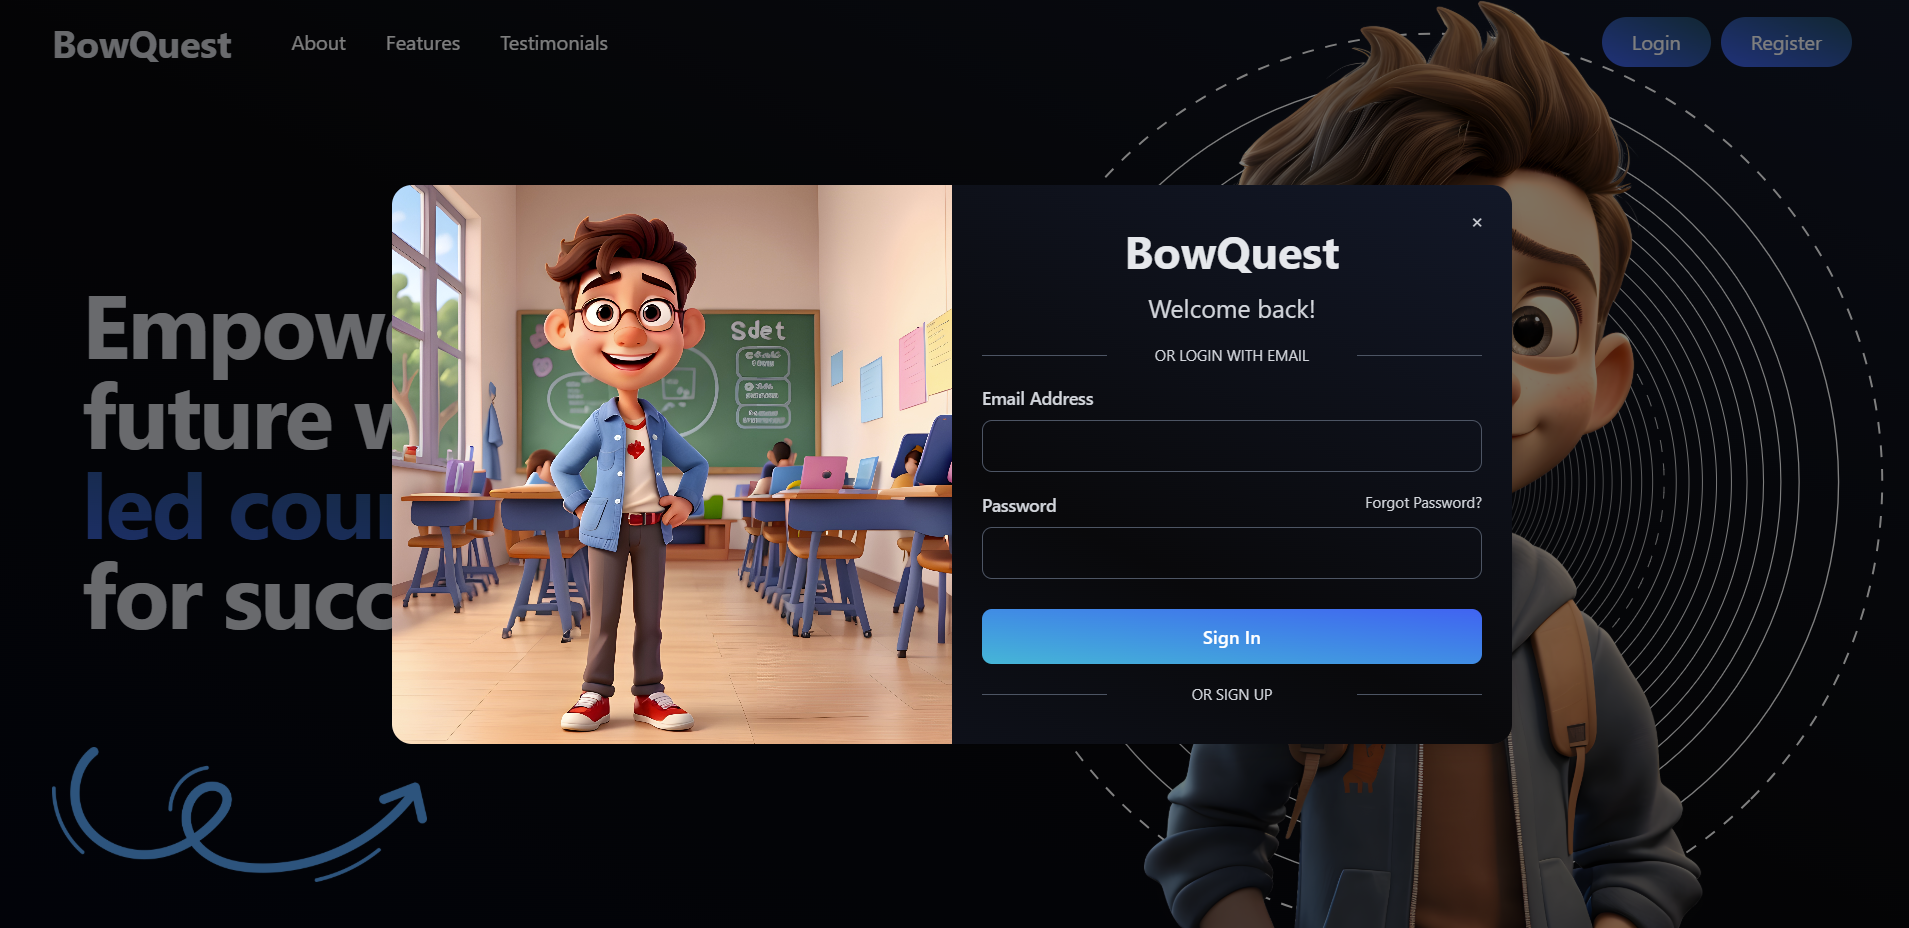 BowQuest
About
Features
Testimonials
Login
Register
Empowe
future w
led cour
for succ
Sdet
×
BowQuest
Welcome back!
OR LOGIN WITH EMAIL
Email Address
Password
Forgot Password?
Sign In
OR SIGN UP